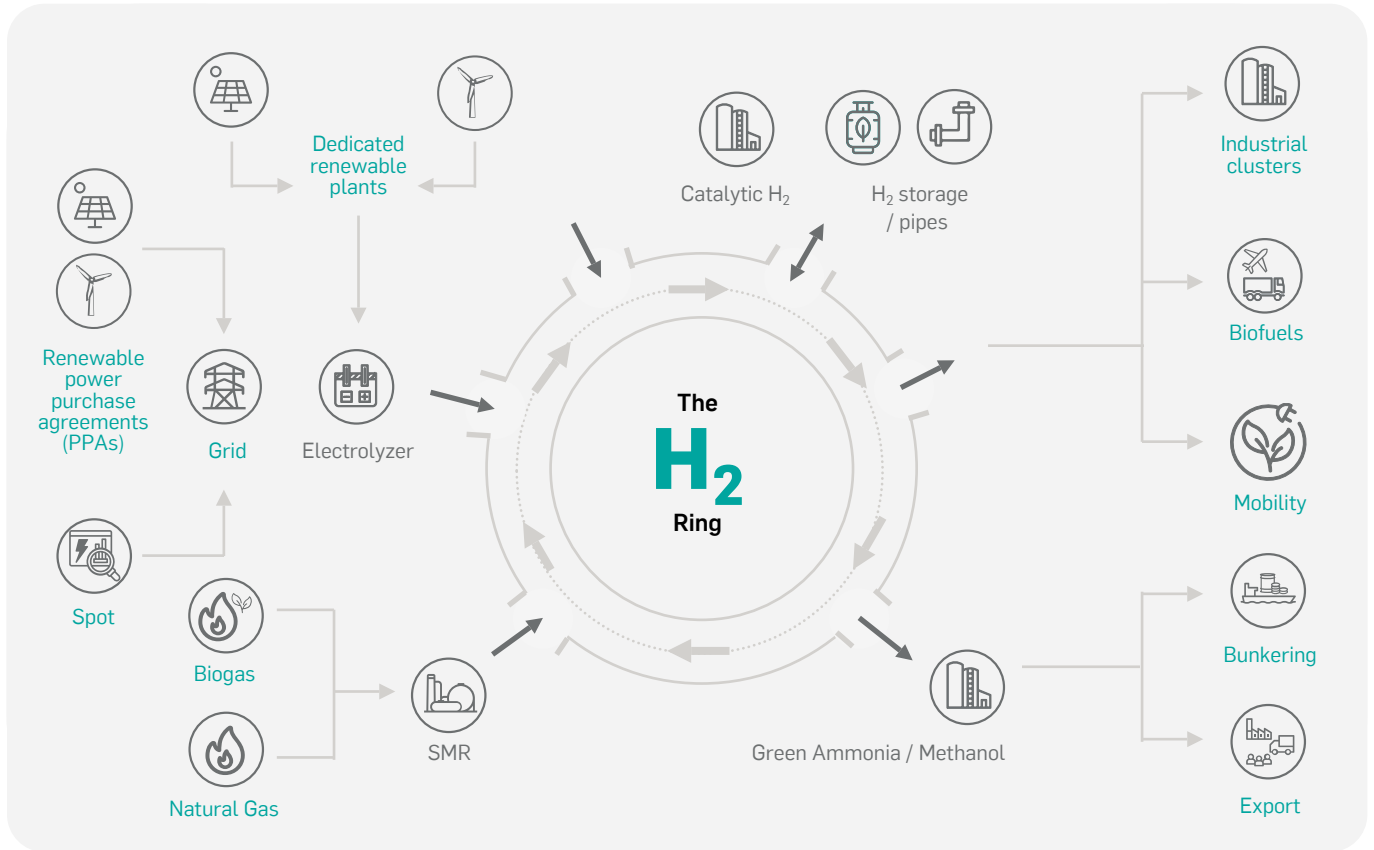 Dedicated
renewable
plants
Renewable
power
purchase
agreements
(PPAs)
Grid
Electrolyzer
Spot
Biogas
Natural Gas
SMR
Catalytic H₂
H₂ storage
/ pipes
The
H₂
Ring
Green Ammonia / Methanol
Industrial
clusters
Biofuels
Mobility
Bunkering
Export